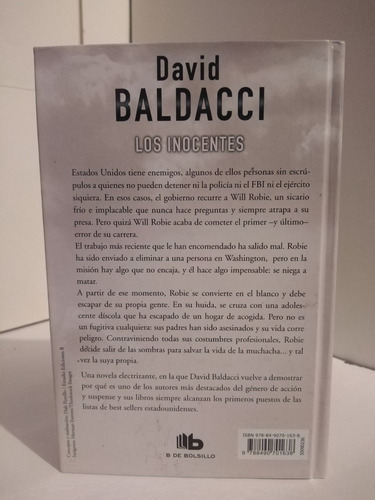 David
BALDACCI
LOS INOCENTES
Estados Unidos tiene enemigos, algunos de ellos personas sin escrú-
pulos a quienes no pueden detener ni la policía ni el FBI ni el ejército
siquiera. En esos casos, el gobierno recurre a Will Robie, un sicario
frío e implacable que nunca hace preguntas y siempre atrapa a su
presa. Pero quizá Will Robie acaba de cometer el primer –y último–
error de su carrera.
El trabajo más reciente que le han encomendado ha salido mal. Robie
ha sido enviado a eliminar a una persona en Washington, pero en la
misión hay algo que no encaja, y él hace algo impensable: se niega a
matar.
A partir de ese momento, Robie se convierte en el blanco y debe
escapar de su propia gente. En su huida, se cruza con una adoles-
cente díscola que ha escapado de un hogar de acogida. Pero no es
una fugitiva cualquiera: sus padres han sido asesinados y su vida corre
peligro. Contraviniendo todas sus costumbres profesionales, Robie
decide salir de las sombras para salvar la vida de la muchacha... y tal
vez la suya propia.
Una novela electrizante, en la que David Baldacci vuelve a demostrar
por qué es uno de los autores más destacados del género de acción
y suspense y sus libros siempre alcanzan los primeros puestos de las
listas de best sellers estadounidenses.
B DE BOLSILLO
ISBN 978-84-9070-163-8
9 788490 701638